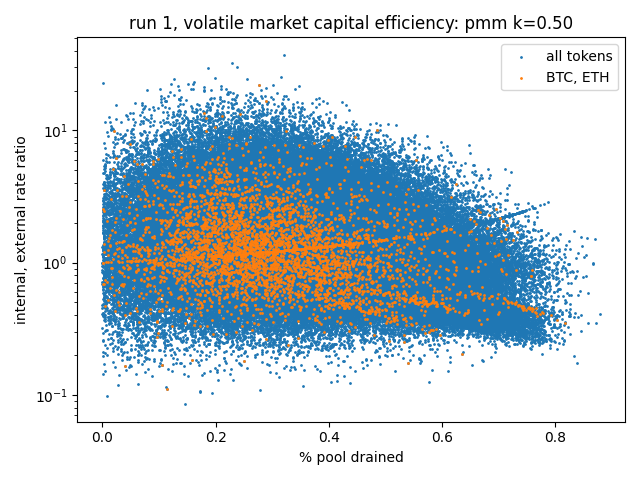 run 1, volatile market capital efficiency: pmm k=0.50
all tokens
BTC, ETH
internal, external rate ratio
10¹
10⁰
10⁻¹
0.0 0.2 0.4 0.6 0.8
% pool drained